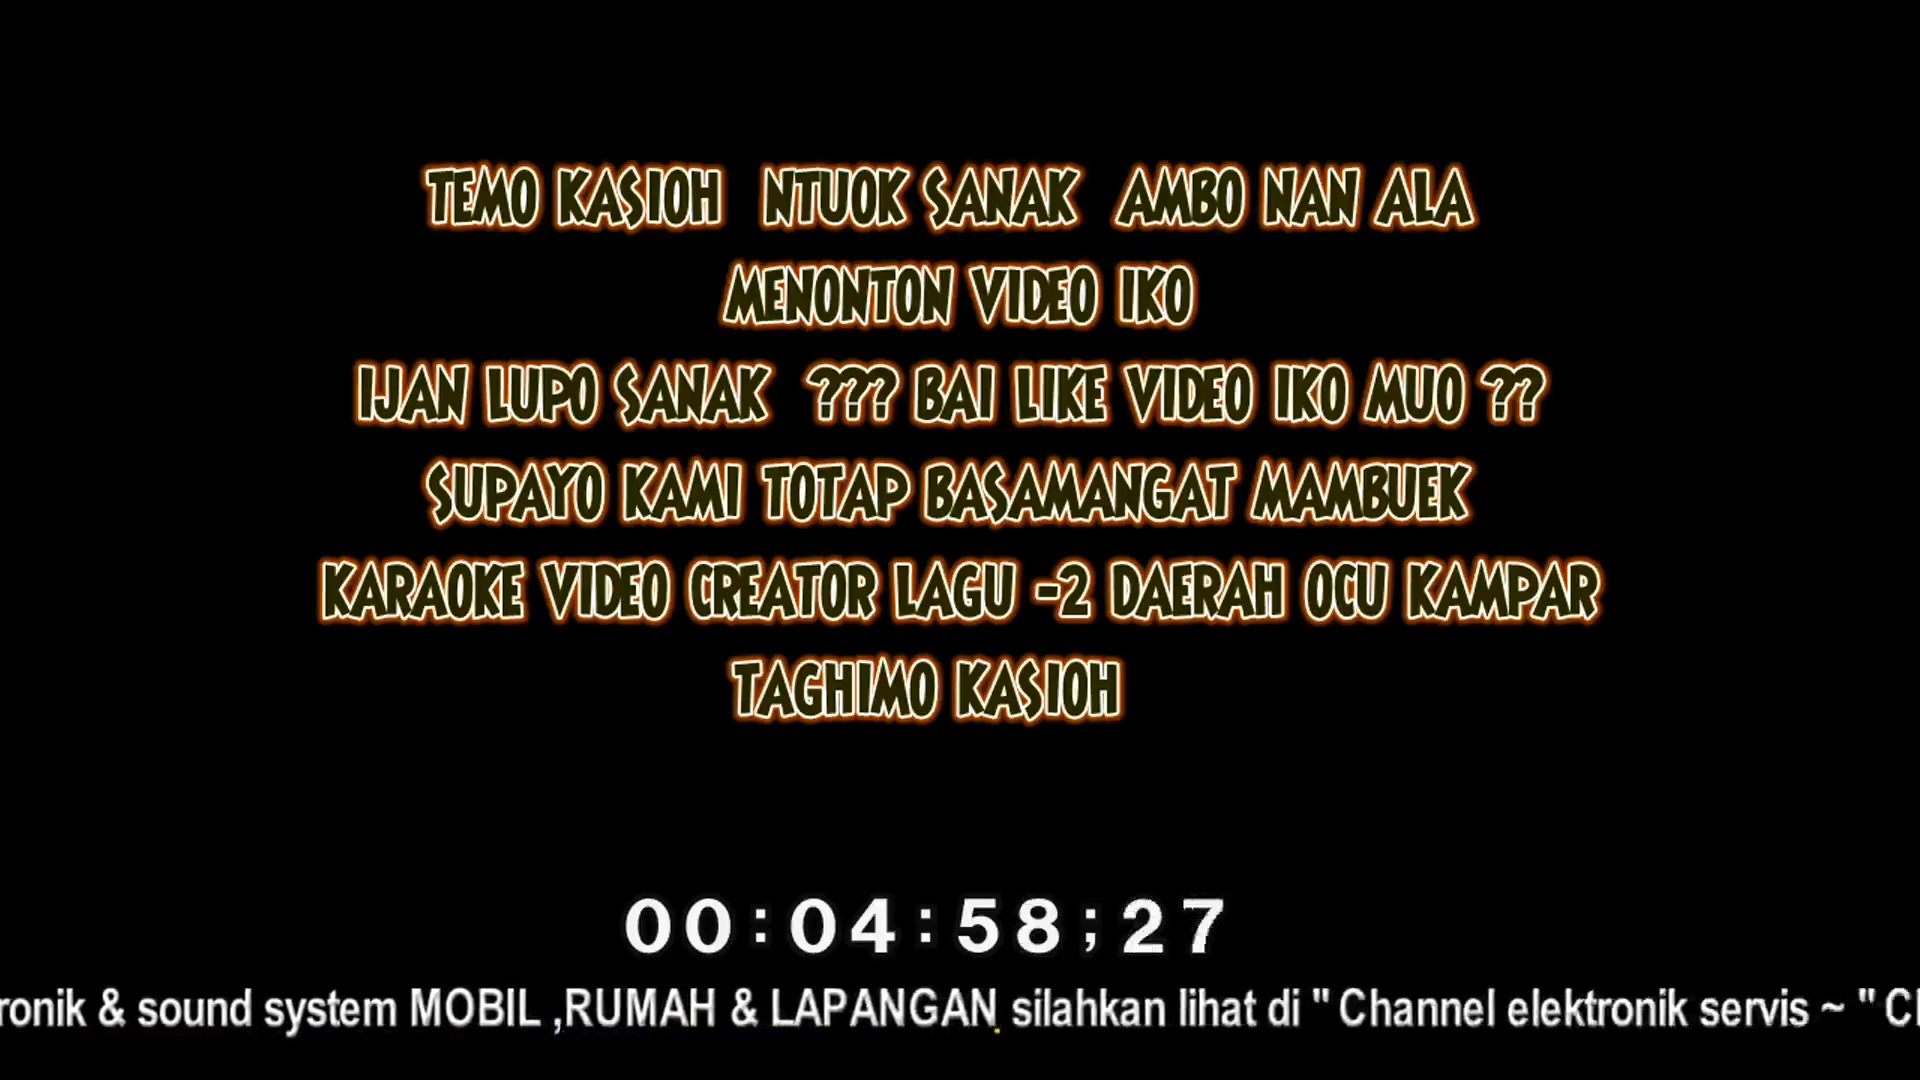 TEMO KASIOH NTUOK SANAK AMBO NAN ALA
MENONTON VIDEO IKO
IJAN LUPO SANAK ??? BAI LIKE VIDEO IKO MUO ??
SUPAYO KAMI TOTAP BASAMANGAT MAMBUEK
KARAOKE VIDEO CREATOR LAGU -2 DAERAH OCU KAMPAR
TAGHIMO KASIOH
00:04:58;27
ronik & sound system MOBIL ,RUMAH & LAPANGAN silahkan lihat di " Channel elektronik servis ~ "